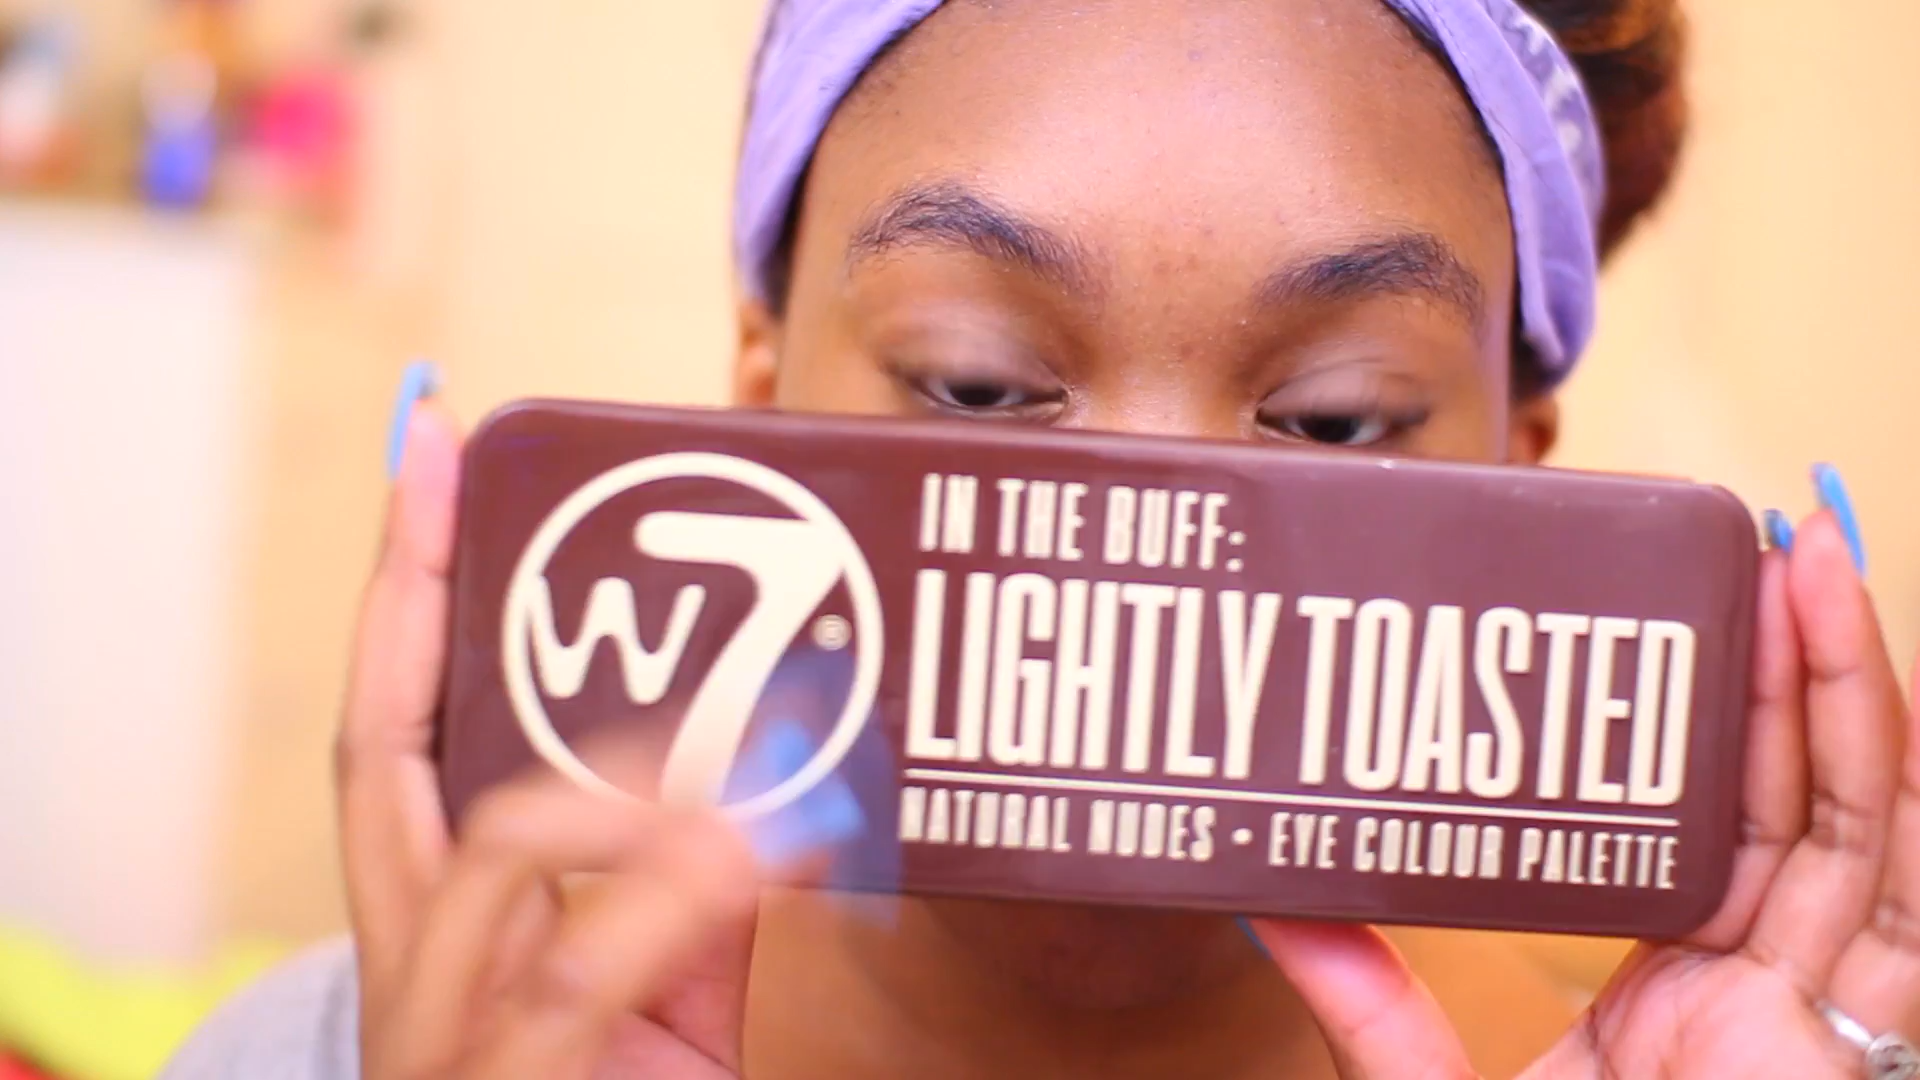 W7®
IN THE BUFF:
LIGHTLY TOASTED
NATURAL NUDES • EYE COLOUR PALETTE